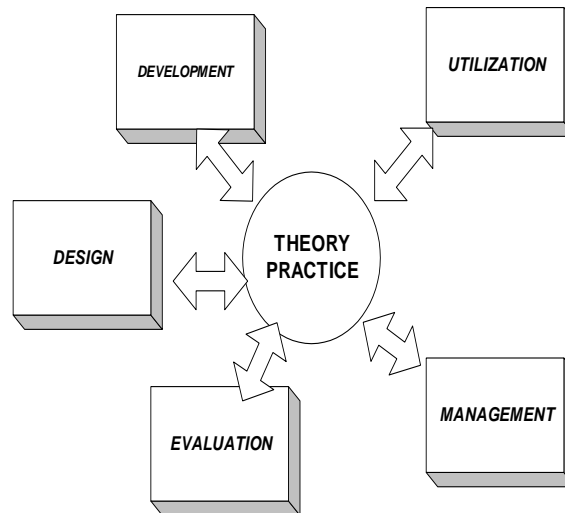 DEVELOPMENT
UTILIZATION
DESIGN
THEORY
PRACTICE
EVALUATION
MANAGEMENT